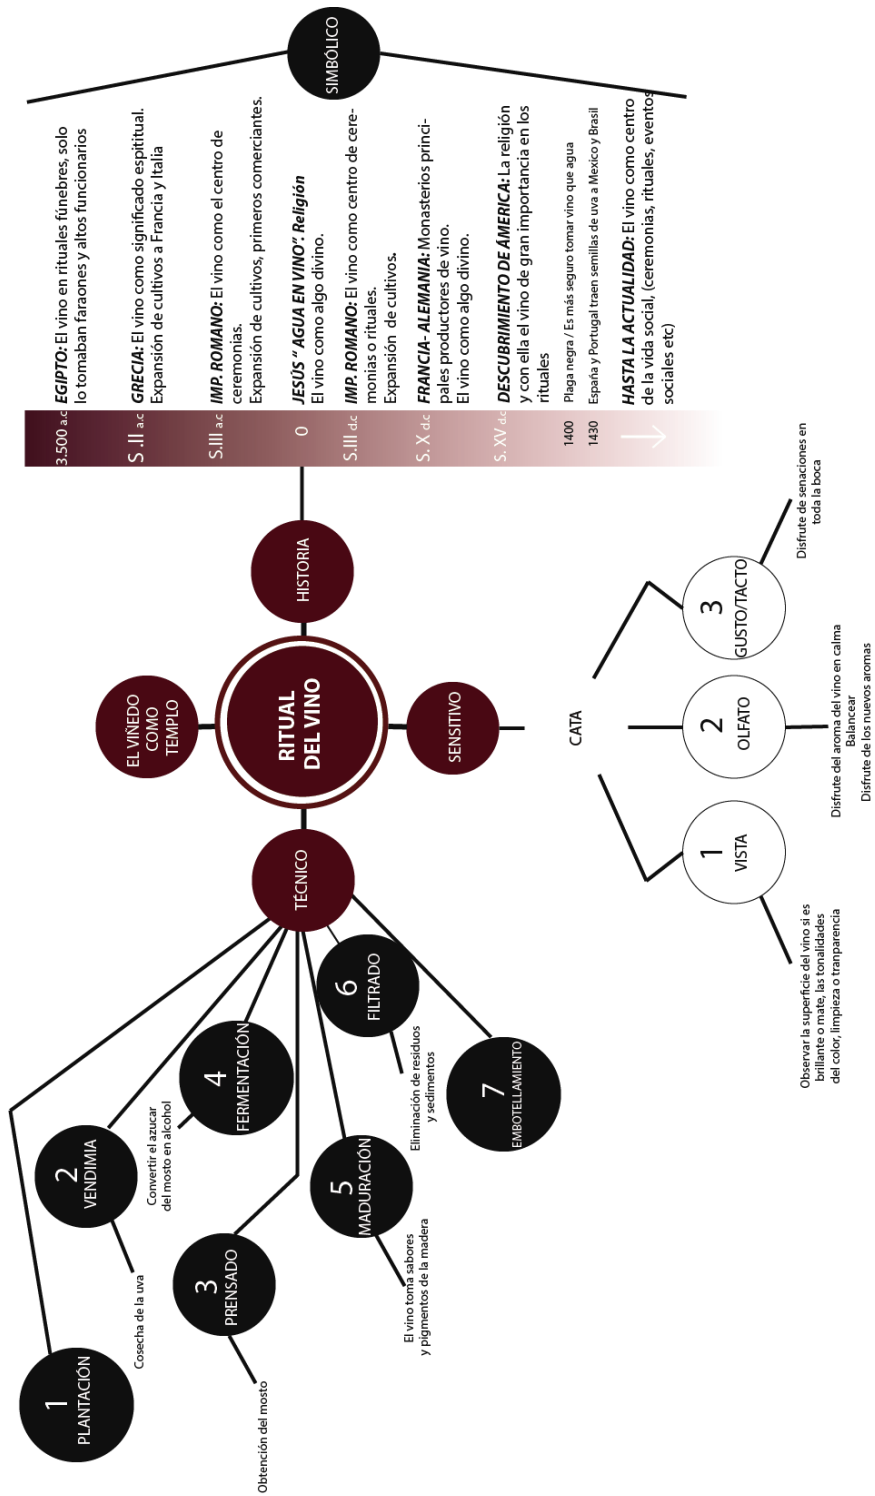 RITUAL
DEL VINO
EL VIÑEDO
COMO
TEMPLO
HISTORIA
3.500 a.c
EGIPTO: El vino en rituales fúnebres, solo
lo tomaban faraones y altos funcionarios
S .II a.c
GRECIA: El vino como significado espititual.
Expansión de cultivos a Francia y Italia
S.III a.c
IMP. ROMANO: El vino como el centro de
ceremonias.
Expansión de cultivos, primeros comerciantes.
0
JESÚS “ AGUA EN VINO”. Religión
El vino como algo divino.
S.III d.c
IMP. ROMANO: El vino como centro de cere-
monias o rituales.
Expansión  de cultivos.
S. X d.c
FRANCIA- ALEMANIA: Monasterios princi-
pales productores de vino.
El vino como algo divino.
S. XV d.c
DESCUBRIMIENTO DE ÁMERICA: La religión
y con ella el vino de gran importancia en los
rituales
1400
Plaga negra / Es más seguro tomar vino que agua
1430
España y Portugal traen semillas de uva a Mexico y Brasil
HASTA LA ACTUALIDAD: El vino como centro
de la vida social, (ceremonias, rituales, eventos
sociales etc)
SIMBÓLICO
TÉCNICO
1
PLANTACIÓN
2
VENDIMIA
Cosecha de la uva
3
PRENSADO
Obtención del mosto
4
FERMENTACIÓN
Convertir el azucar
del mosto en alcohol
5
MADURACIÓN
El vino toma sabores
y pigmentos de la madera
6
FILTRADO
Eliminación de residuos
y sedimentos
7
EMBOTELLAMIENTO
SENSITIVO
CATA
1
VISTA
Observar la superficie del vino si es
brillante o mate, las tonalidades
del color, limpieza o tranparencia
2
OLFATO
Disfrute del aroma del vino en calma
Balancear
Disfrute de los nuevos aromas
3
GUSTO/TACTO
Disfrute de senaciones en
toda la boca